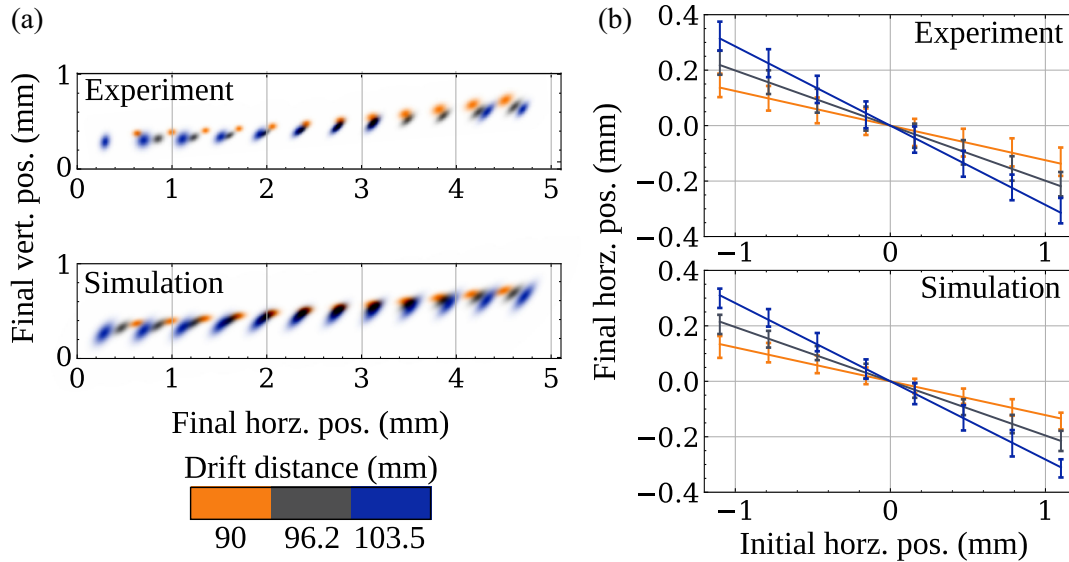 (a)
Experiment
1
0
0 1 2 3 4 5
Simulation
1
0
0 1 2 3 4 5
Final vert. pos. (mm)
Final horz. pos. (mm)
Drift distance (mm)
90 96.2 103.5
(b)
Experiment
0.4
0.2
0.0
−0.2
−0.4
−1 0 1
Simulation
0.4
0.2
0.0
−0.2
−0.4
−1 0 1
Final horz. pos. (mm)
Initial horz. pos. (mm)